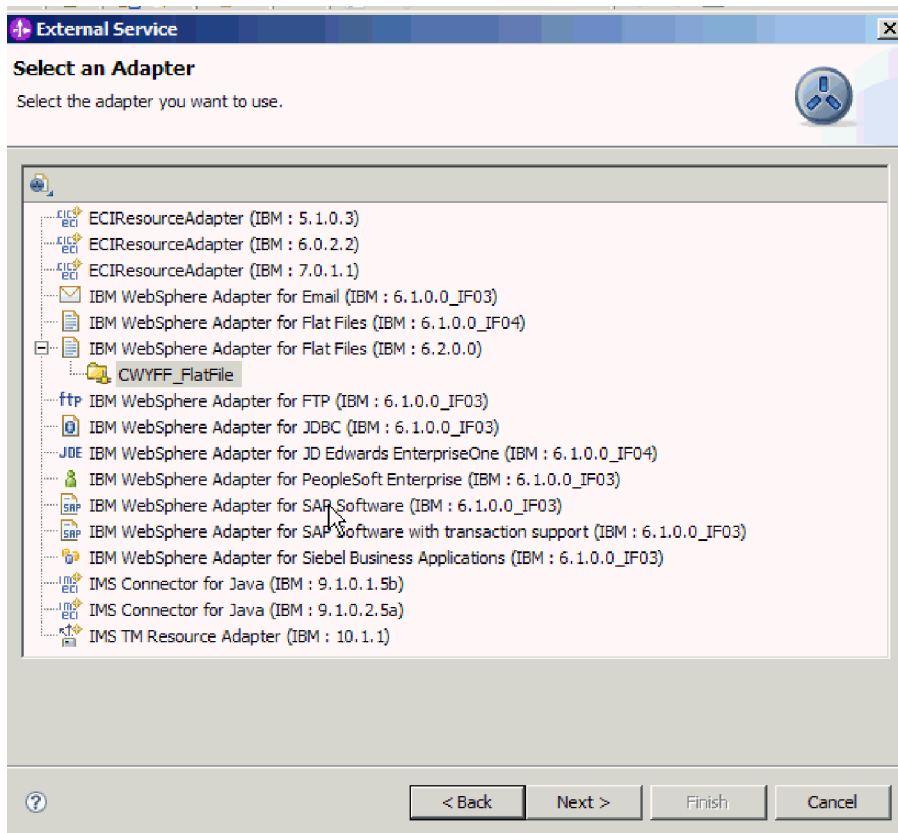 External Service
Select an Adapter
Select the adapter you want to use.
ECIResourceAdapter (IBM : 5.1.0.3)
ECIResourceAdapter (IBM : 6.0.2.2)
ECIResourceAdapter (IBM : 7.0.1.1)
IBM WebSphere Adapter for Email (IBM : 6.1.0.0_IF03)
IBM WebSphere Adapter for Flat Files (IBM : 6.1.0.0_IF04)
IBM WebSphere Adapter for Flat Files (IBM : 6.2.0.0)
CWYFF_FlatFile
ftp IBM WebSphere Adapter for FTP (IBM : 6.1.0.0_IF03)
IBM WebSphere Adapter for JDBC (IBM : 6.1.0.0_IF03)
JDE IBM WebSphere Adapter for JD Edwards EnterpriseOne (IBM : 6.1.0.0_IF04)
IBM WebSphere Adapter for PeopleSoft Enterprise (IBM : 6.1.0.0_IF03)
SAP IBM WebSphere Adapter for SAP Software (IBM : 6.1.0.0_IF03)
SAP IBM WebSphere Adapter for SAP Software with transaction support (IBM : 6.1.0.0_IF03)
IBM WebSphere Adapter for Siebel Business Applications (IBM : 6.1.0.0_IF03)
IMS Connector for Java (IBM : 9.1.0.1.5b)
IMS Connector for Java (IBM : 9.1.0.2.5a)
IMS TM Resource Adapter (IBM : 10.1.1)
< Back Next > Finish Cancel